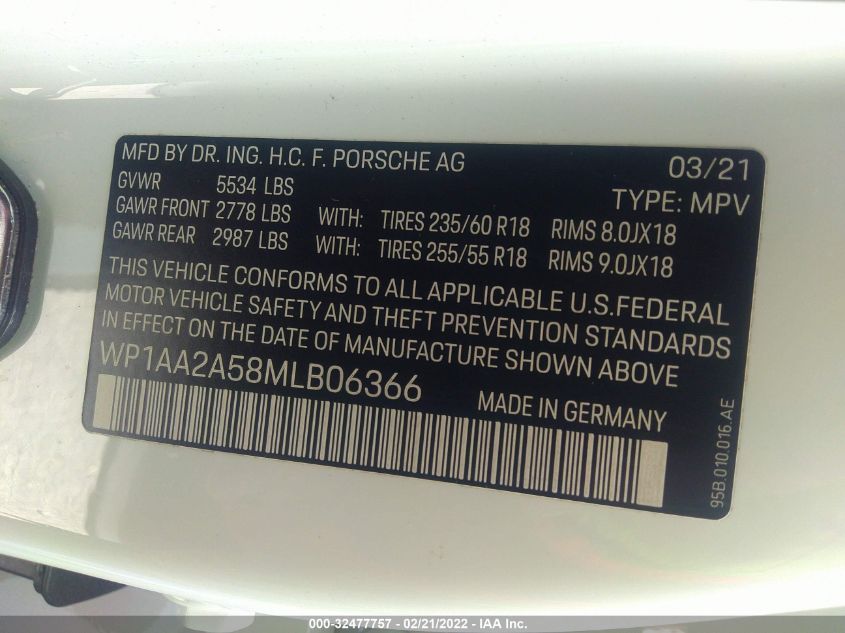 MFD BY DR. ING. H.C. F. PORSCHE AG 03/21
GVWR 5534 LBS TYPE: MPV
GAWR FRONT 2778 LBS WITH: TIRES 235/60 R18 RIMS 8.0JX18
GAWR REAR 2987 LBS WITH: TIRES 255/55 R18 RIMS 9.0JX18
THIS VEHICLE CONFORMS TO ALL APPLICABLE U.S.FEDERAL
MOTOR VEHICLE SAFETY AND THEFT PREVENTION STANDARDS
IN EFFECT ON THE DATE OF MANUFACTURE SHOWN ABOVE
WP1AA2A58MLB06366 MADE IN GERMANY
95B.010.016.AE
000-32477757 - 02/21/2022 - IAA Inc.